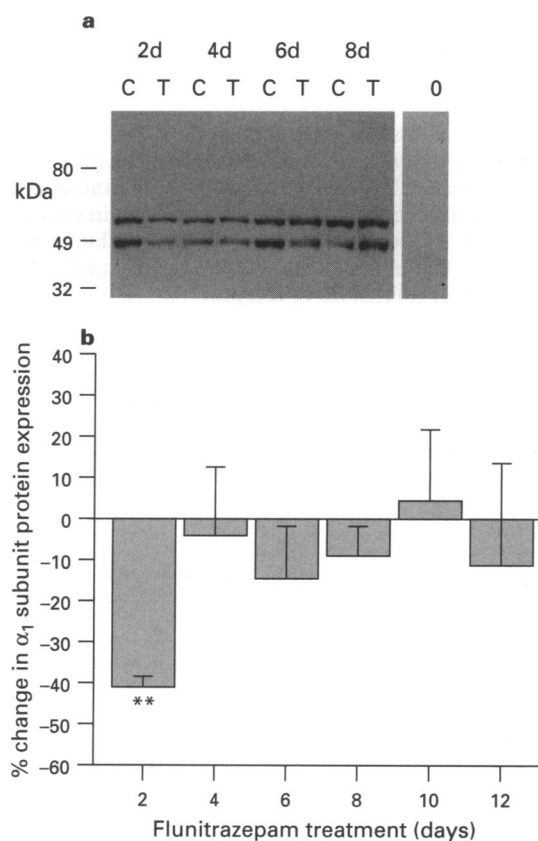 a
2d 4d 6d 8d
C T C T C T C T 0
80
kDa
49
32
b
% change in α₁ subunit protein expression
40
30
20
10
0
−10
−20
−30
−40
−50
−60
**
2 4 6 8 10 12
Flunitrazepam treatment (days)